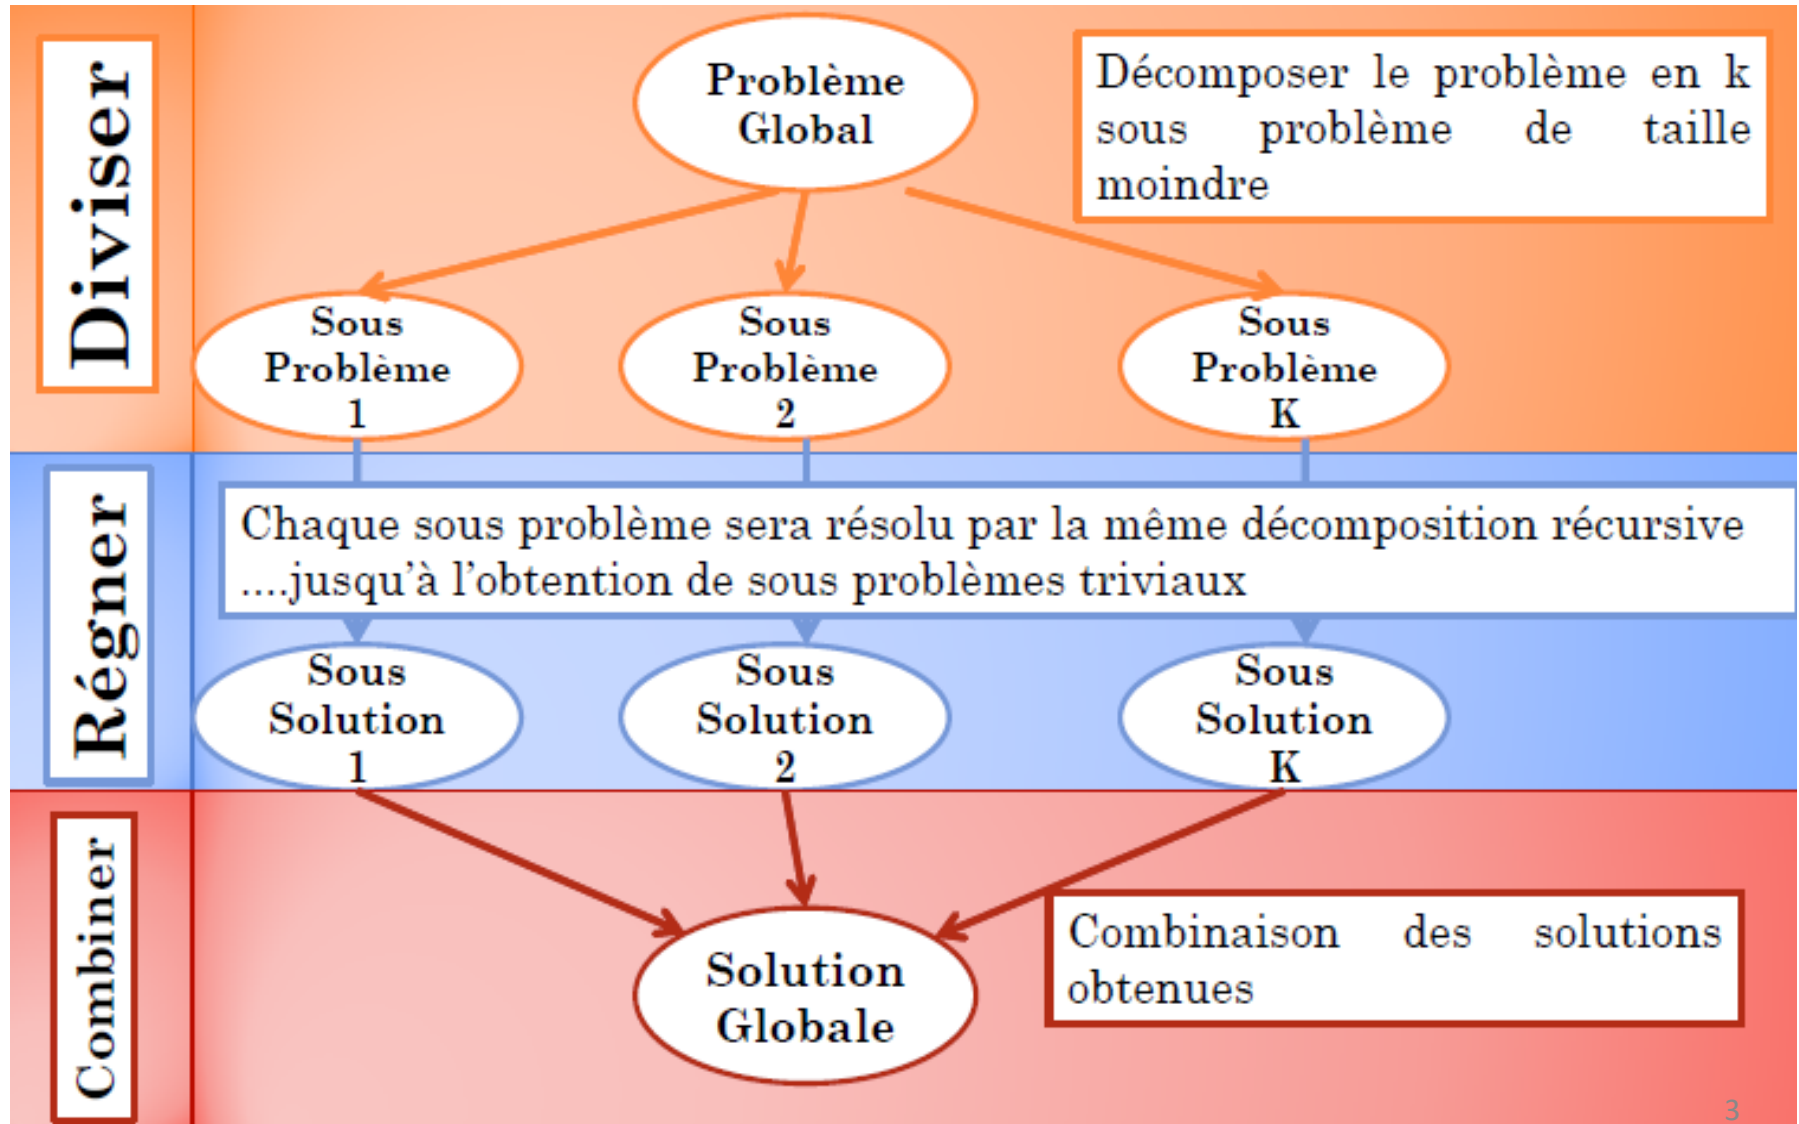 Diviser
Problème
Global
Décomposer le problème en k
sous problème de taille
moindre
Sous
Problème
1
Sous
Problème
2
Sous
Problème
K
Régner
Chaque sous problème sera résolu par la même décomposition récursive
....jusqu'à l'obtention de sous problèmes triviaux
Sous
Solution
1
Sous
Solution
2
Sous
Solution
K
Combiner
Solution
Globale
Combinaison des solutions
obtenues
3